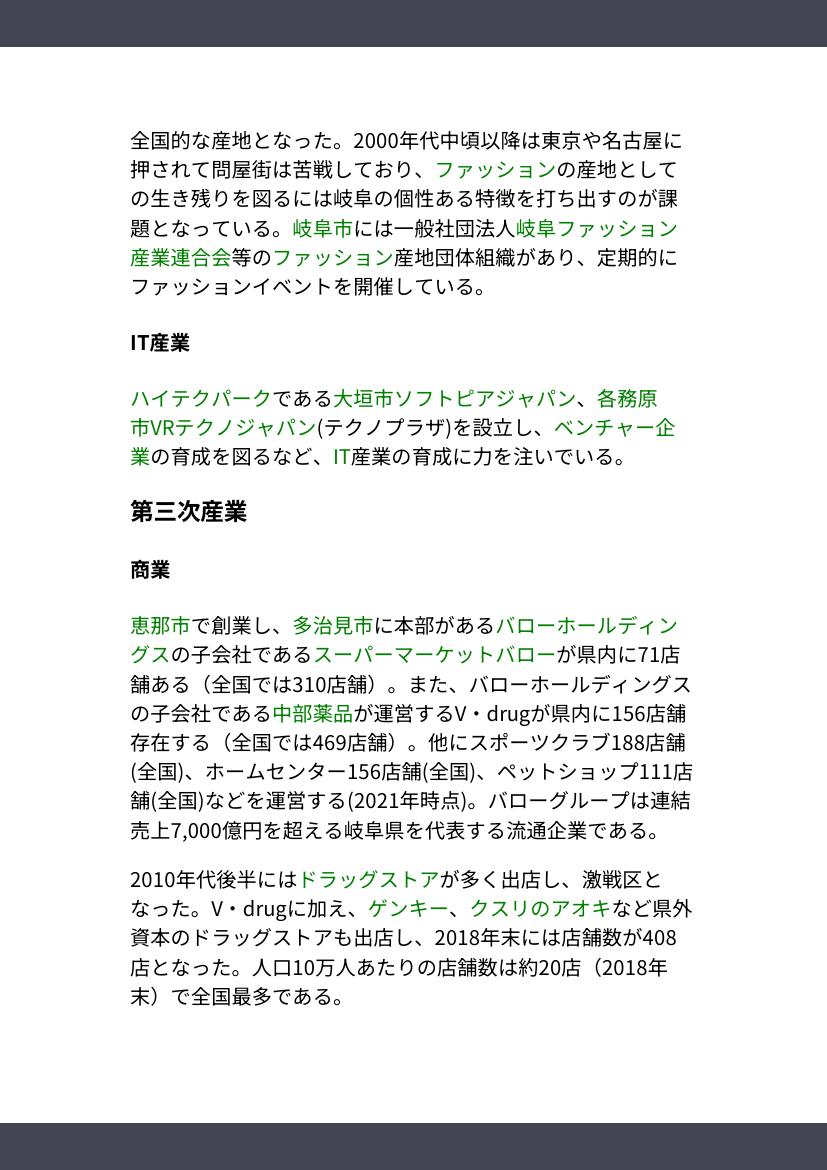 全国的な産地となった。2000年代中頃以降は東京や名古屋に
押されて問屋街は苦戦しており、ファッションの産地として
の生き残りを図るには岐阜の個性ある特徴を打ち出すのが課
題となっている。岐阜市には一般社団法人岐阜ファッション
産業連合会等のファッション産地団体組織があり、定期的に
ファッションイベントを開催している。
IT産業
ハイテクパークである大垣市ソフトピアジャパン、各務原
市VRテクノジャパン(テクノプラザ)を設立し、ベンチャー企
業の育成を図るなど、IT産業の育成に力を注いでいる。
第三次産業
商業
恵那市で創業し、多治見市に本部があるバローホールディン
グスの子会社であるスーパーマーケットバローが県内に71店
舗ある（全国では310店舗）。また、バローホールディングス
の子会社である中部薬品が運営するV・drugが県内に156店舗
存在する（全国では469店舗）。他にスポーツクラブ188店舗
(全国)、ホームセンター156店舗(全国)、ペットショップ111店
舗(全国)などを運営する(2021年時点)。バローグループは連結
売上7,000億円を超える岐阜県を代表する流通企業である。
2010年代後半にはドラッグストアが多く出店し、激戦区と
なった。V・drugに加え、ゲンキー、クスリのアオキなど県外
資本のドラッグストアも出店し、2018年末には店舗数が408
店となった。人口10万人あたりの店舗数は約20店（2018年
末）で全国最多である。